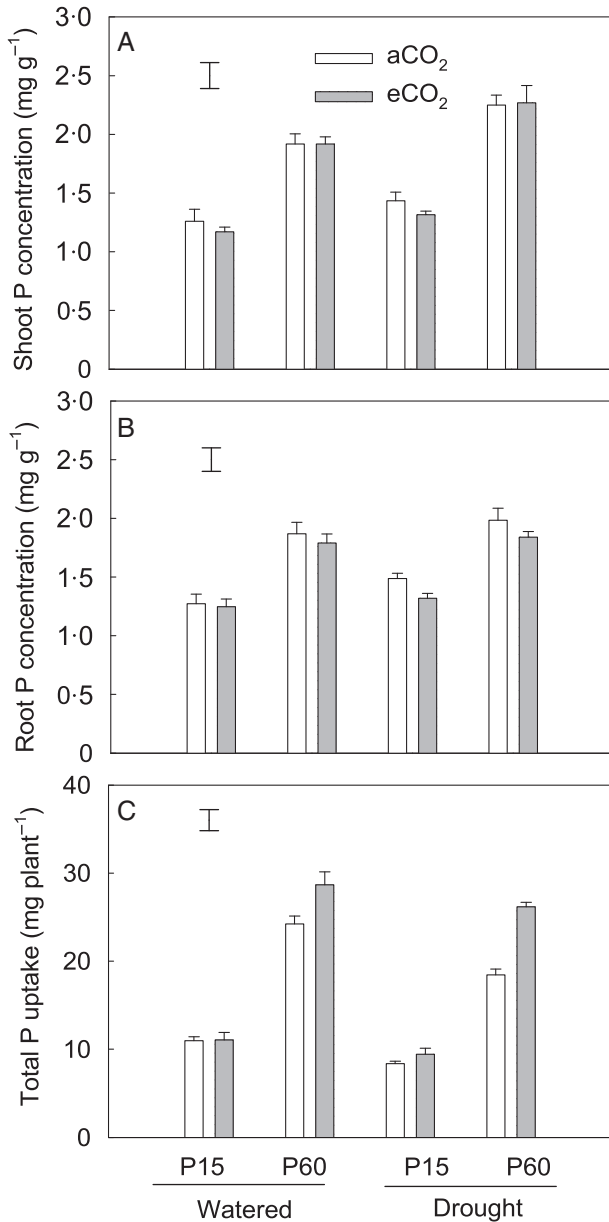 A
aCO₂
eCO₂
Shoot P concentration (mg g⁻¹)
3·0
2·5
2·0
1·5
1·0
0·5
0
B
Root P concentration (mg g⁻¹)
3·0
2·5
2·0
1·5
1·0
0·5
0
C
Total P uptake (mg plant⁻¹)
40
30
20
10
0
P15 P60 P15 P60
Watered Drought